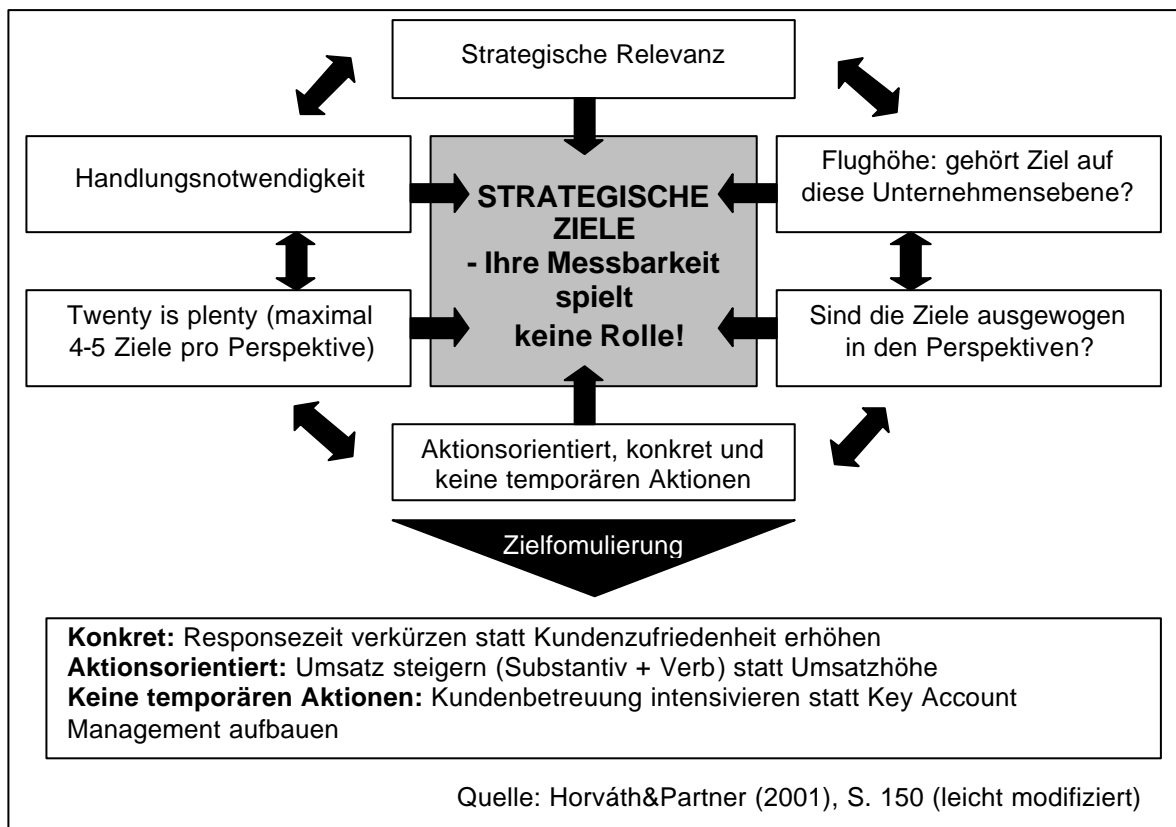 Strategische Relevanz
Handlungsnotwendigkeit
Flughöhe: gehört Ziel auf
diese Unternehmensebene?
STRATEGISCHE
ZIELE
- Ihre Messbarkeit
spielt
keine Rolle!
Twenty is plenty (maximal
4-5 Ziele pro Perspektive)
Sind die Ziele ausgewogen
in den Perspektiven?
Aktionsorientiert, konkret und
keine temporären Aktionen
Zielfomulierung
Konkret: Responsezeit verkürzen statt Kundenzufriedenheit erhöhen
Aktionsorientiert: Umsatz steigern (Substantiv + Verb) statt Umsatzhöhe
Keine temporären Aktionen: Kundenbetreuung intensivieren statt Key Account
Management aufbauen
Quelle: Horváth&Partner (2001), S. 150 (leicht modifiziert)